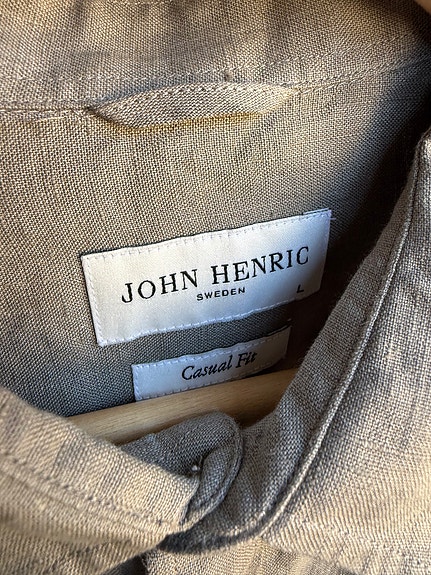 JOHN HENRIC
SWEDEN
L
Casual Fit